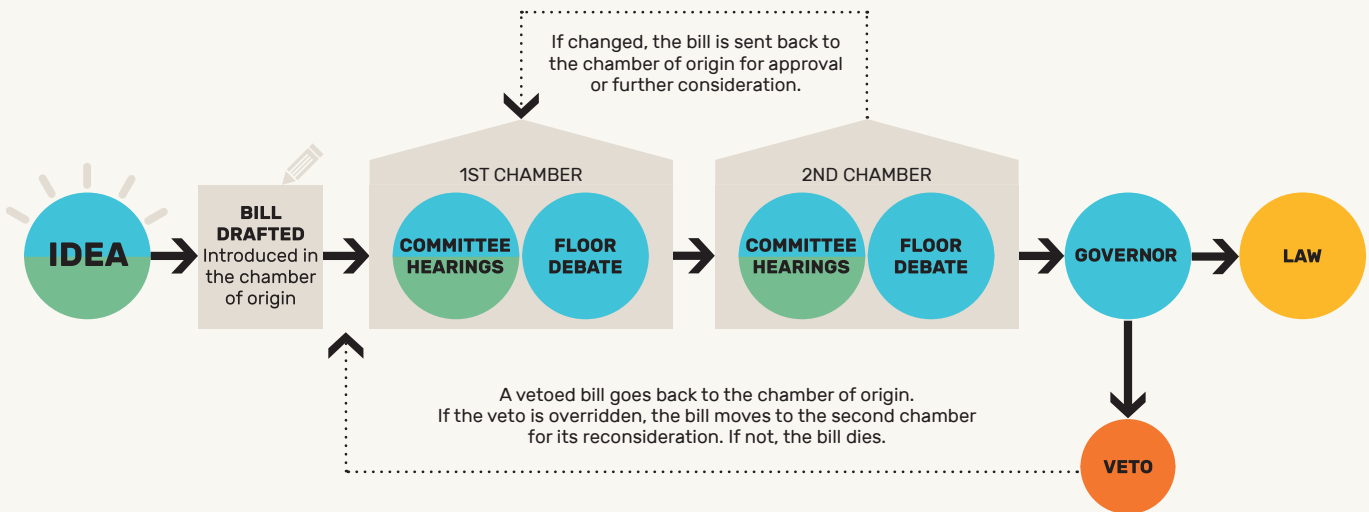 If changed, the bill is sent back to
the chamber of origin for approval
or further consideration.
IDEA
BILL
DRAFTED
Introduced in
the chamber
of origin
1ST CHAMBER
COMMITTEE
HEARINGS
FLOOR
DEBATE
2ND CHAMBER
COMMITTEE
HEARINGS
FLOOR
DEBATE
GOVERNOR
LAW
A vetoed bill goes back to the chamber of origin.
If the veto is overridden, the bill moves to the second chamber
for its reconsideration. If not, the bill dies.
VETO